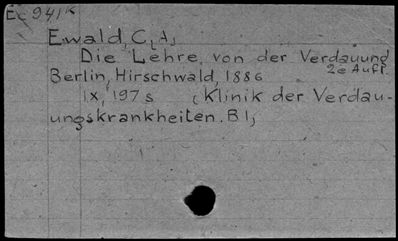 Ec 941k
Ewald, C, A,
Die Lehre, von der Verdauung
2e Aufl.
Berlin, Hirschwald, 1886
IX, 197 s (Klinik der Verdau-
ungskrankheiten. B 1,